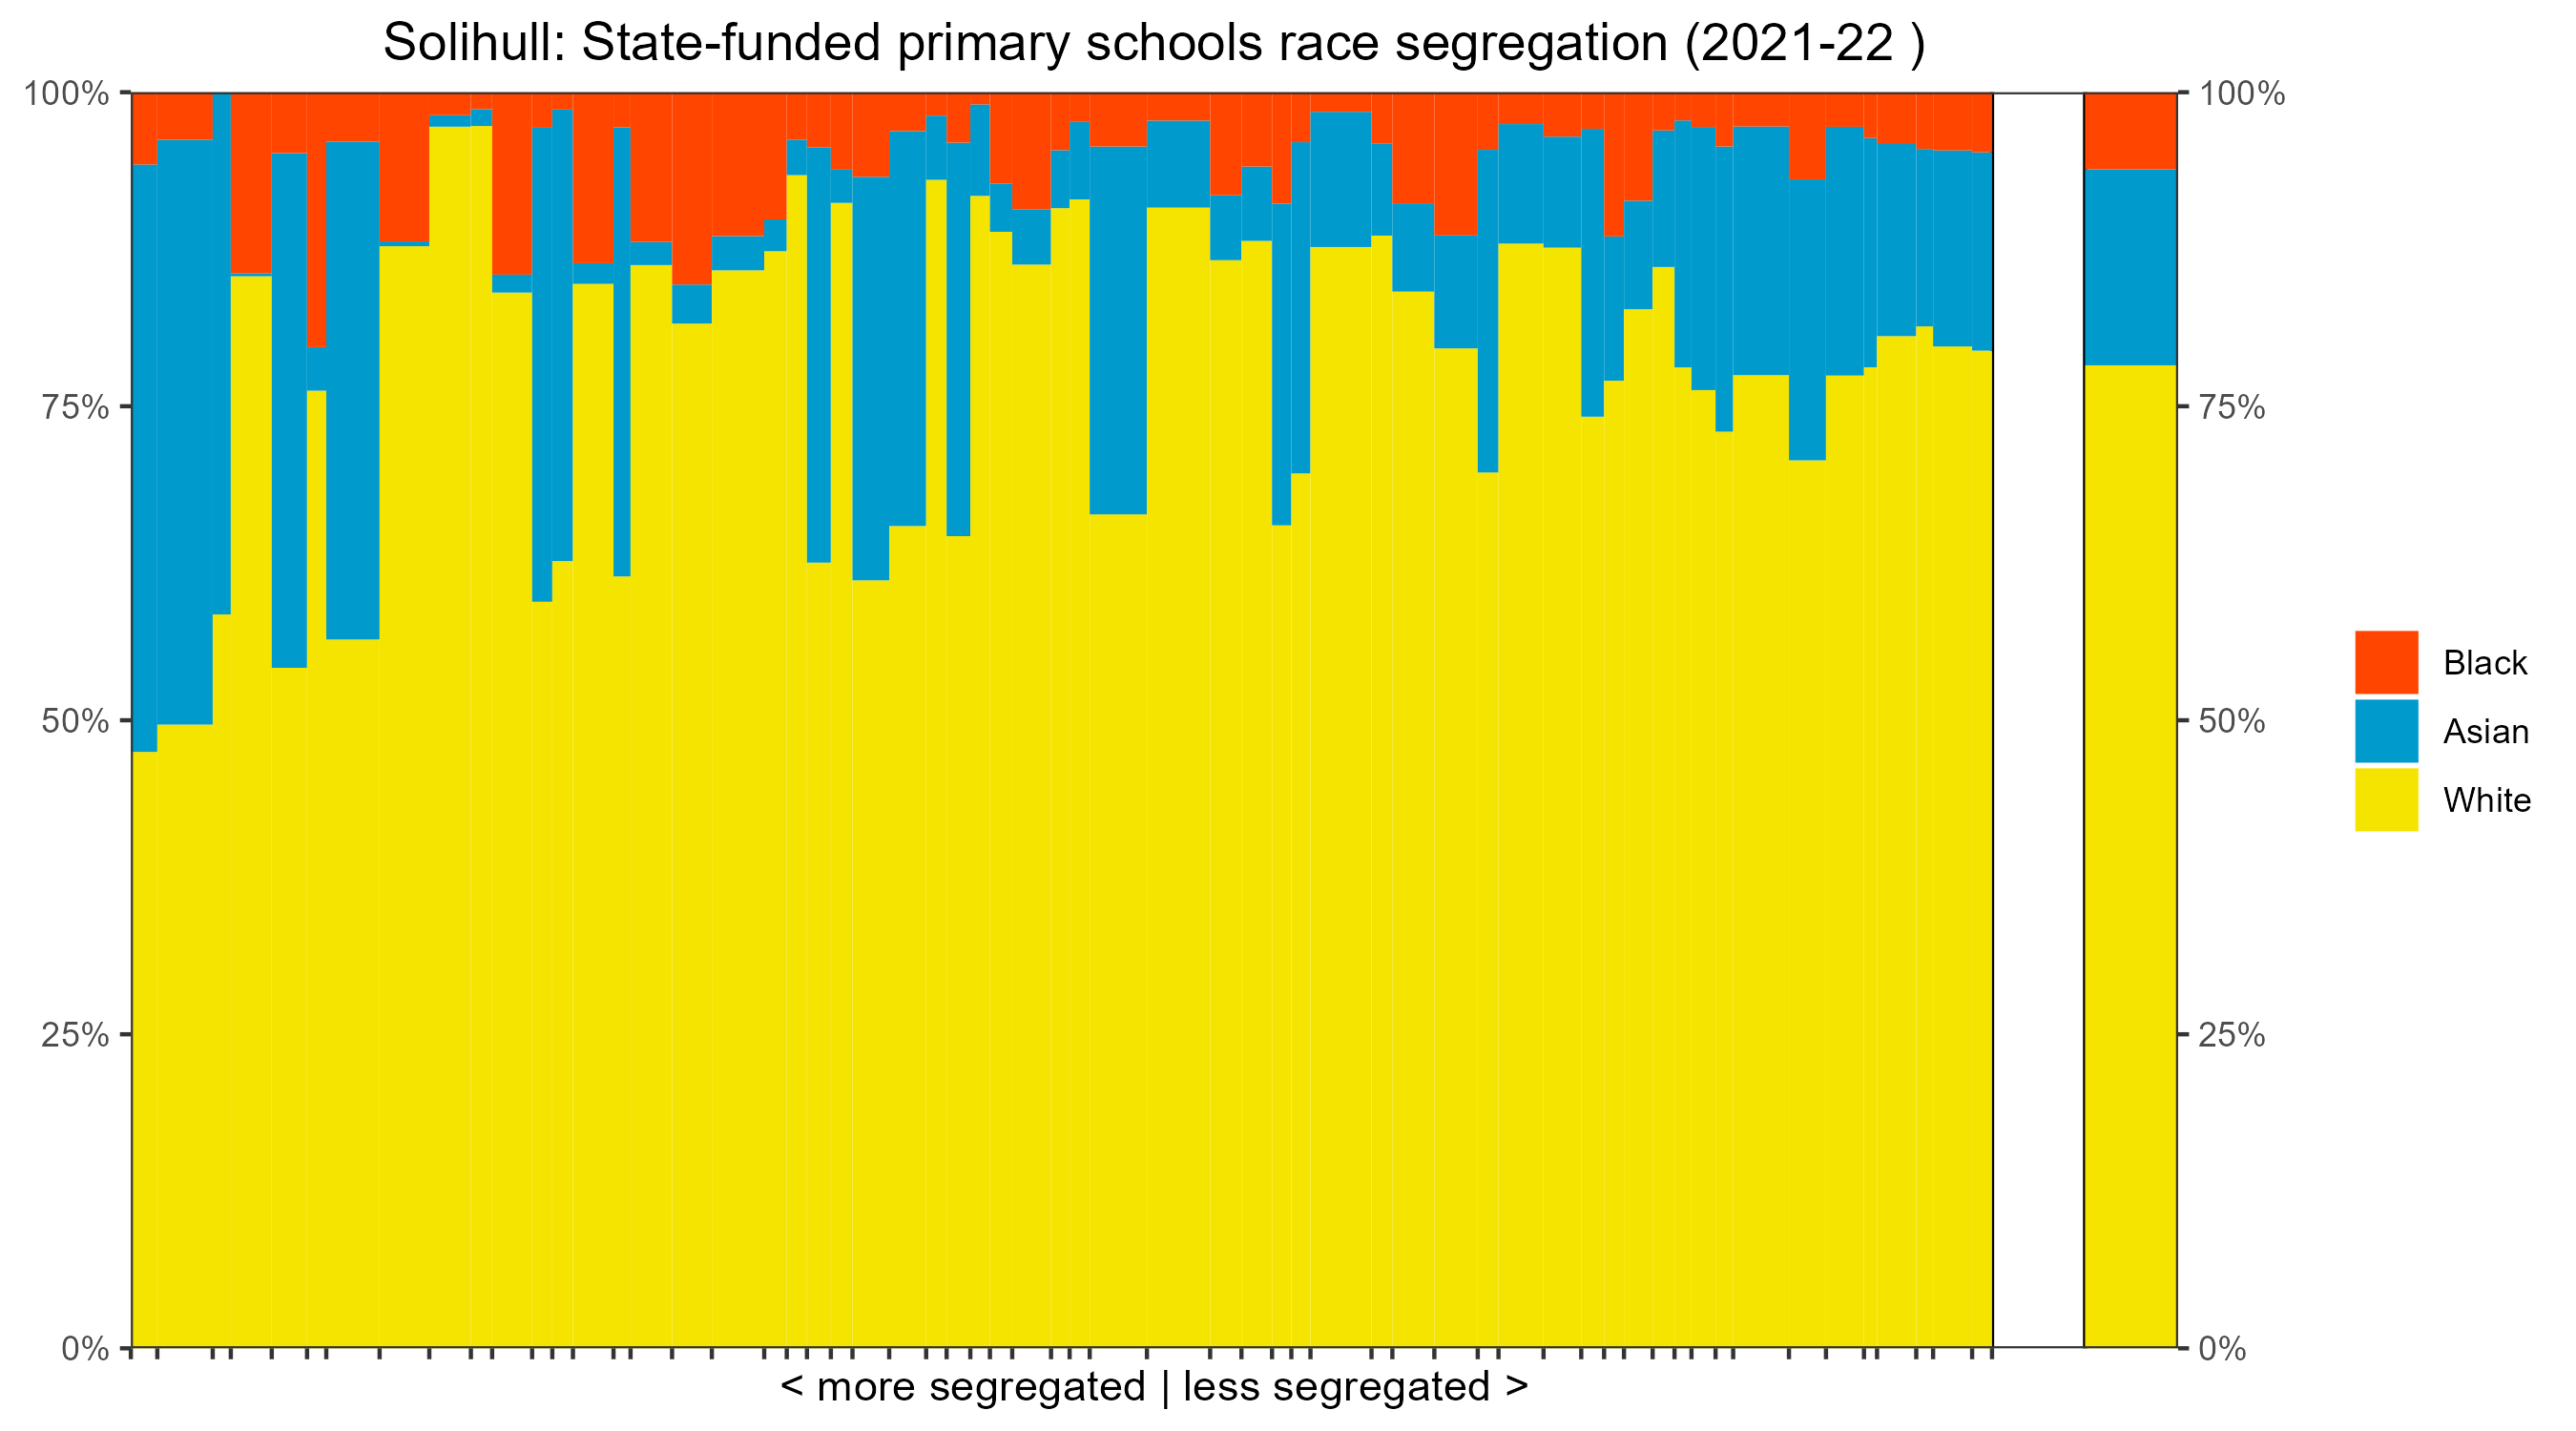 Solihull: State-funded primary schools race segregation (2021-22 )
100%
75%
50%
25%
0%
100%
75%
50%
25%
0%
Black
Asian
White
< more segregated | less segregated >